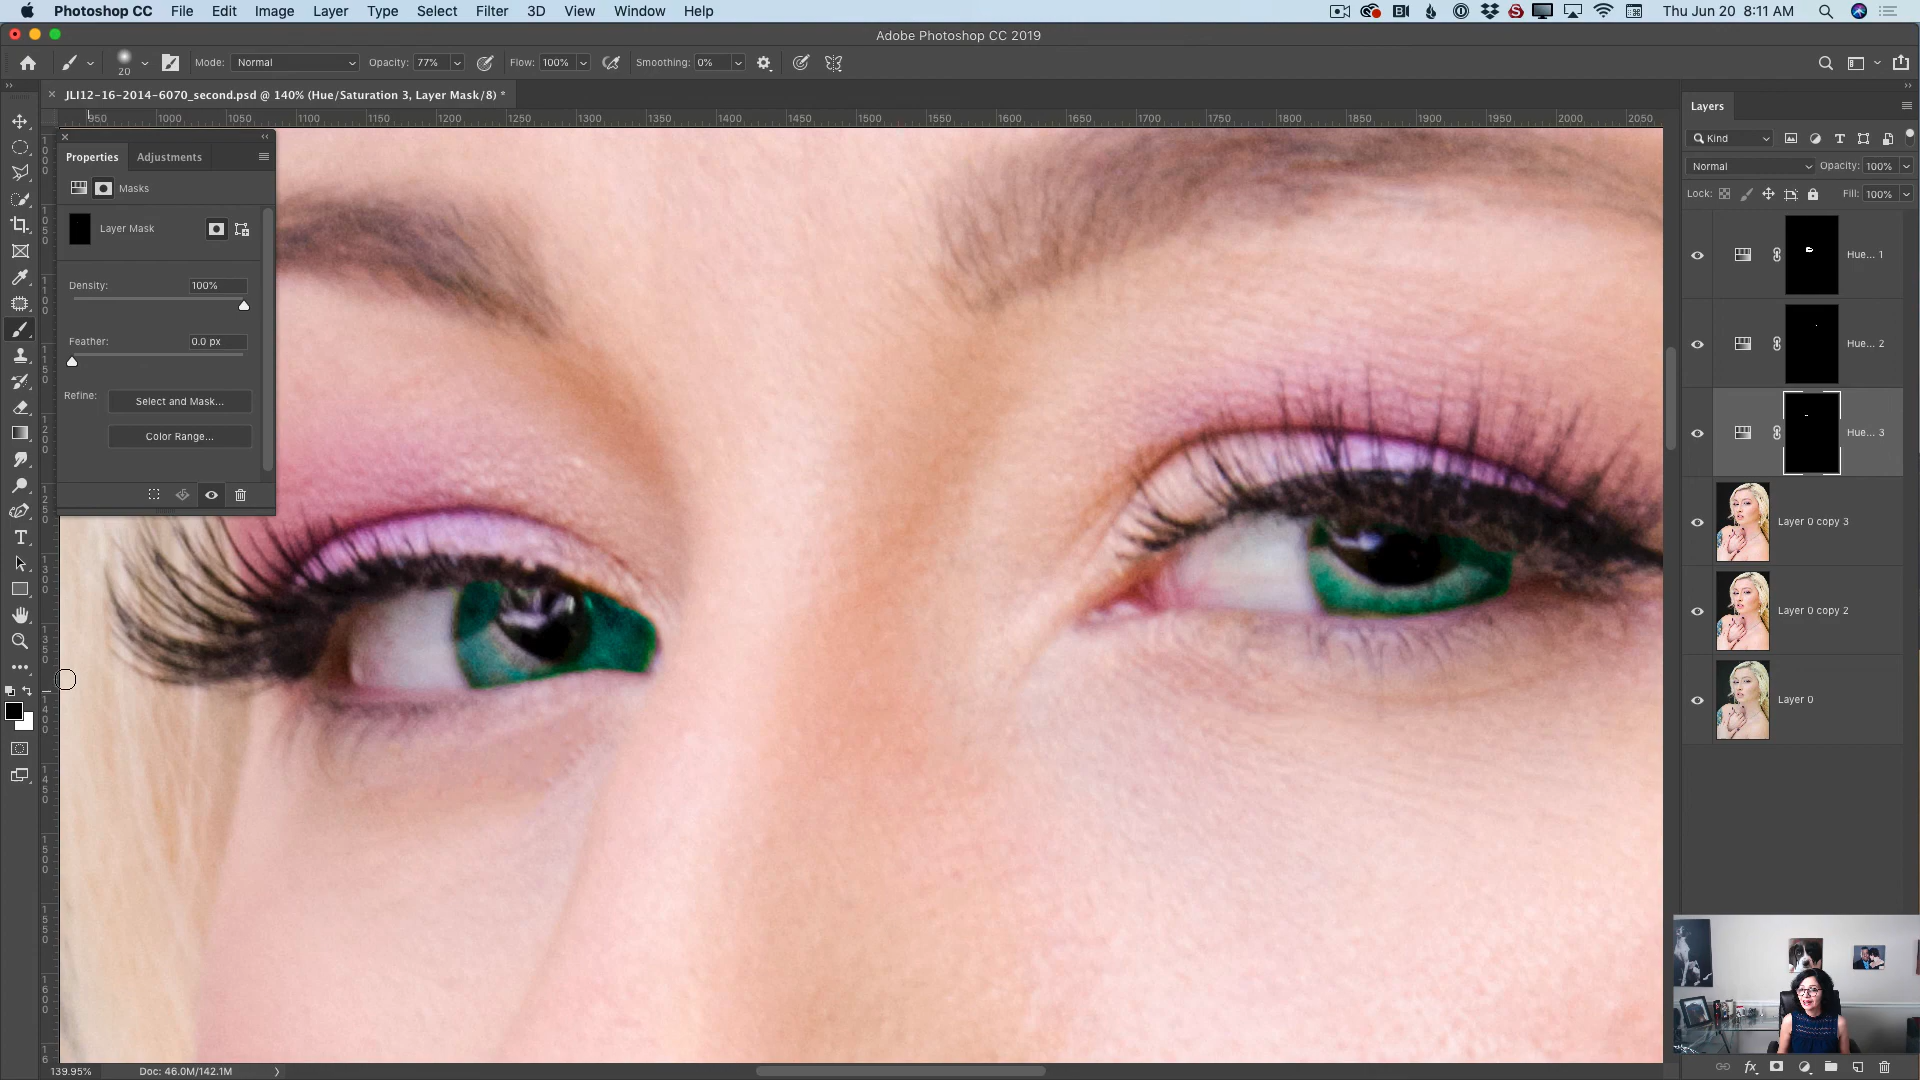 Photoshop CC File Edit Image Layer Type Select Filter 3D View Window Help
Thu Jun 20 8:11 AM
Adobe Photoshop CC 2019
20
Mode: Normal Opacity: 77% Flow: 100% Smoothing: 0%
× JLI12-16-2014-6070_second.psd @ 140% (Hue/Saturation 3, Layer Mask/8) *
950 1000 1050 1100 1150 1200 1250 1300 1350 1400 1450 1500 1550 1600 1650 1700 1750 1800 1850 1900 1950 2000 2050
Properties Adjustments
Masks
Layer Mask
Density: 100%
Feather: 0.0 px
Refine: Select and Mask...
Color Range...
Layers
Kind
Normal Opacity: 100%
Lock: Fill: 100%
Hue... 1
Hue... 2
Hue... 3
Layer 0 copy 3
Layer 0 copy 2
Layer 0
139.95% Doc: 46.0M/142.1M